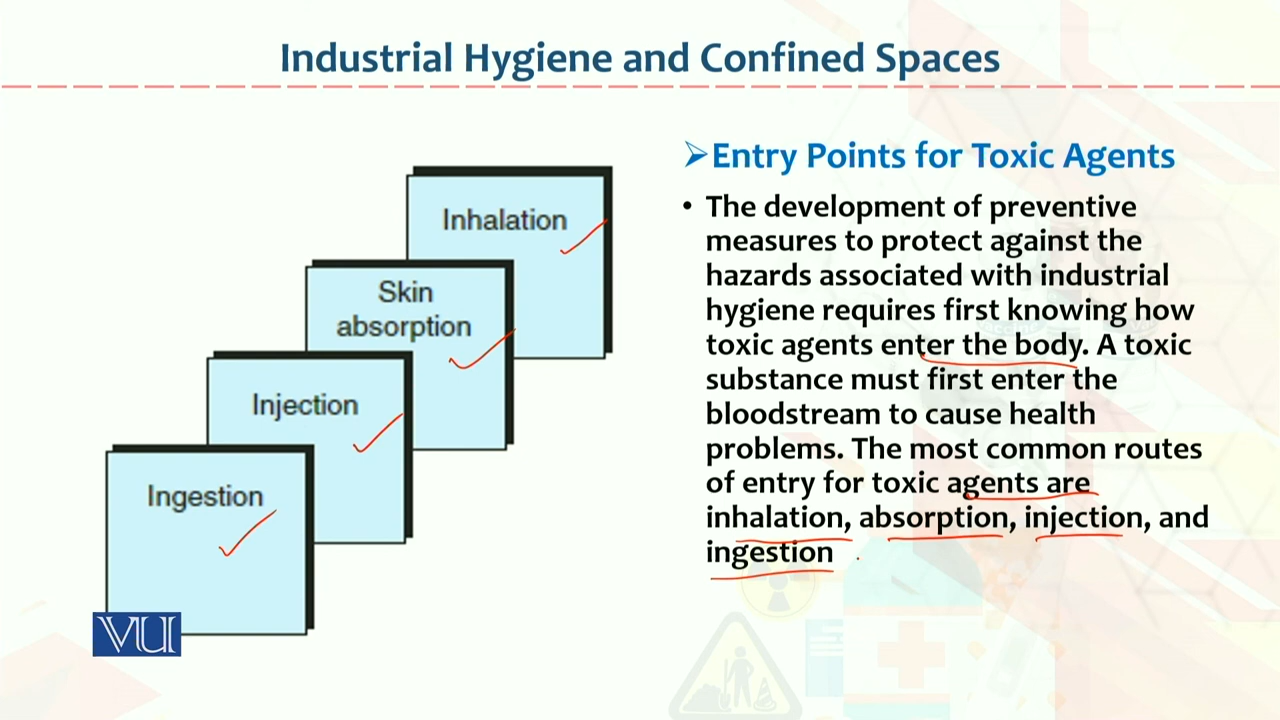 Industrial Hygiene and Confined Spaces
Inhalation
Skin
absorption
Injection
Ingestion
VU
➢Entry Points for Toxic Agents
• The development of preventive
measures to protect against the
hazards associated with industrial
hygiene requires first knowing how
toxic agents enter the body. A toxic
substance must first enter the
bloodstream to cause health
problems. The most common routes
of entry for toxic agents are
inhalation, absorption, injection, and
ingestion